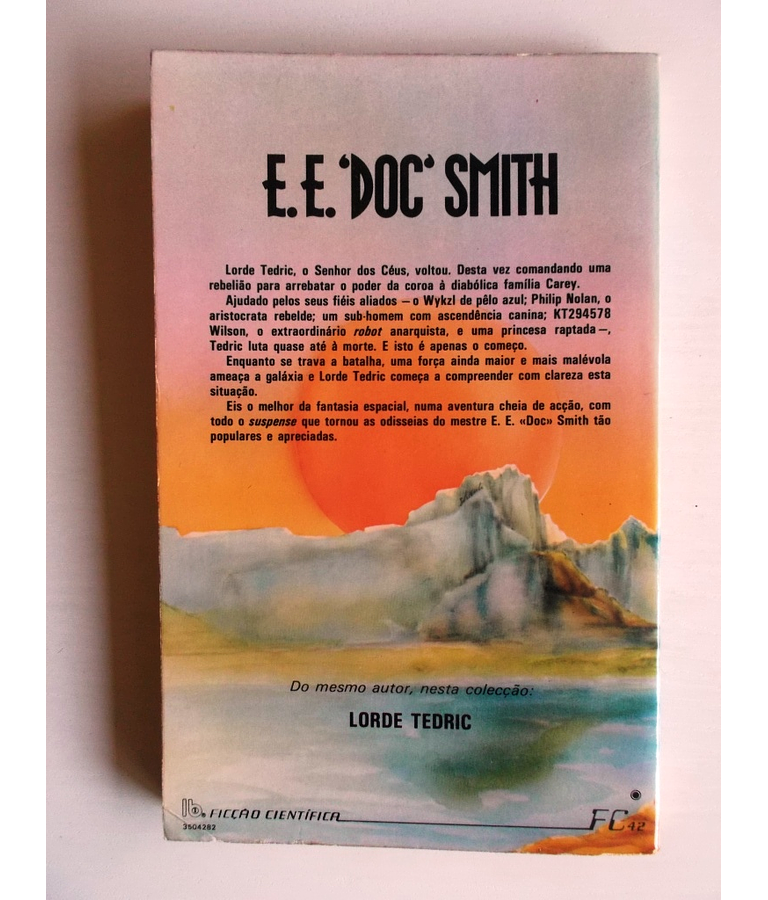 E. E. 'DOC' SMITH
Lorde Tedric, o Senhor dos Céus, voltou. Desta vez comandando uma
rebelião para arrebatar o poder da coroa à diabólica família Carey.
Ajudado pelos seus fiéis aliados — o Wykzl de pêlo azul; Philip Nolan, o
aristocrata rebelde; um sub-homem com ascendência canina; KT294578
Wilson, o extraordinário robot anarquista, e uma princesa raptada —,
Tedric luta quase até à morte. E isto é apenas o começo.
Enquanto se trava a batalha, uma força ainda maior e mais malévola
ameaça a galáxia e Lorde Tedric começa a compreender com clareza esta
situação.
Eis o melhor da fantasia espacial, numa aventura cheia de acção, com
todo o suspense que tornou as odisseias do mestre E. E. «Doc» Smith tão
populares e apreciadas.
Do mesmo autor, nesta colecção:
LORDE TEDRIC
FICÇÃO CIENTÍFICA
FC 42
3504282